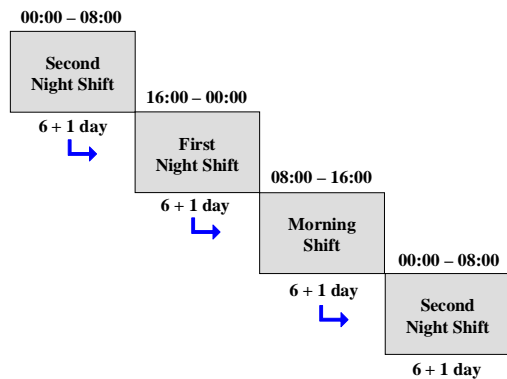 00:00 – 08:00
Second
Night Shift
6 + 1 day
16:00 – 00:00
First
Night Shift
6 + 1 day
08:00 – 16:00
Morning
Shift
6 + 1 day
00:00 – 08:00
Second
Night Shift
6 + 1 day